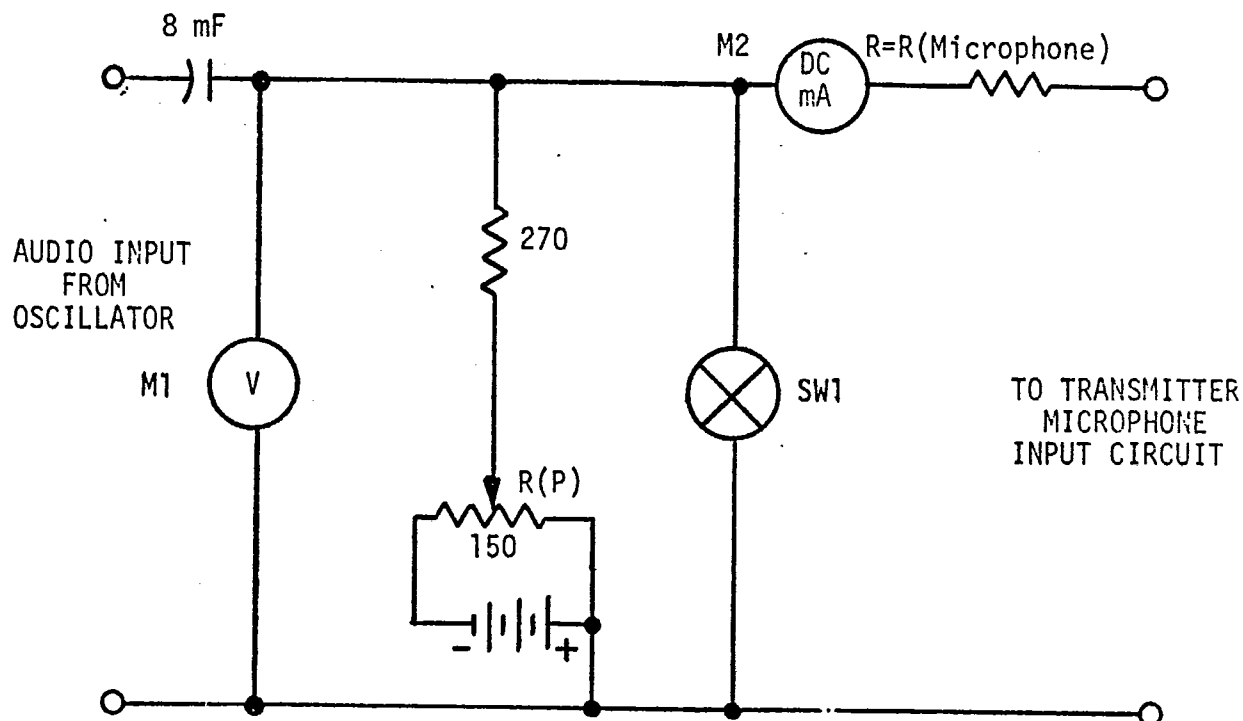 8 mF
M2
DC
mA
R=R(Microphone)
270
AUDIO INPUT
FROM
OSCILLATOR
M1
V
SW1
TO TRANSMITTER
MICROPHONE
INPUT CIRCUIT
R(P)
150
- +